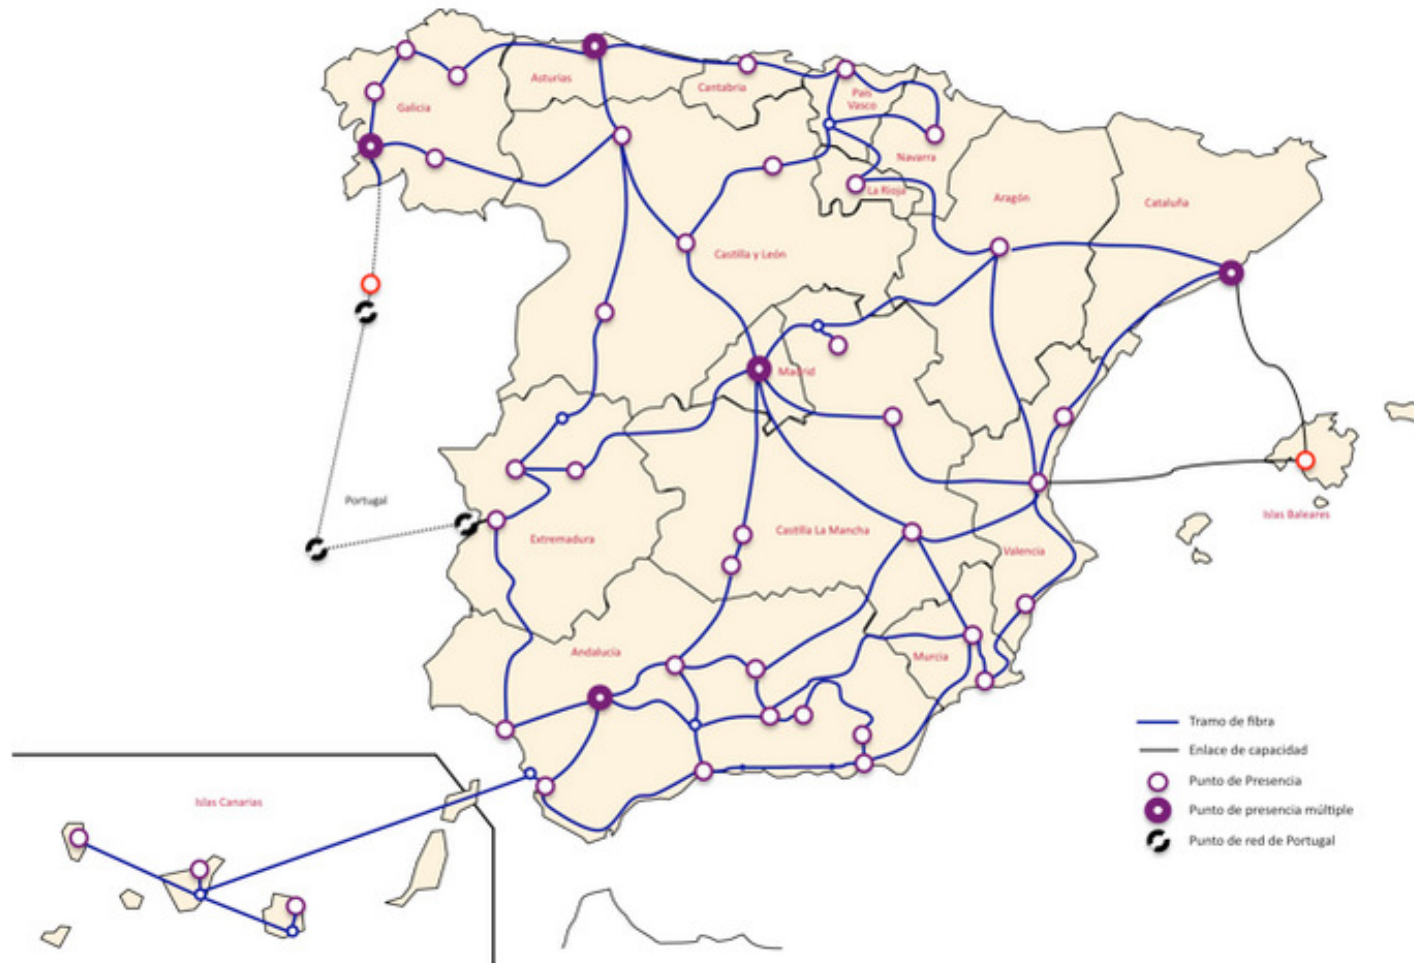 Asturias
Cantabria
País
Vasco
Galicia
Navarra
La Rioja
Aragón
Cataluña
Castilla y León
Madrid
Portugal
Extremadura
Castilla La Mancha
Valencia
Islas Baleares
Andalucía
Murcia
Islas Canarias
Tramo de fibra
Enlace de capacidad
Punto de Presencia
Punto de presencia múltiple
Punto de red de Portugal